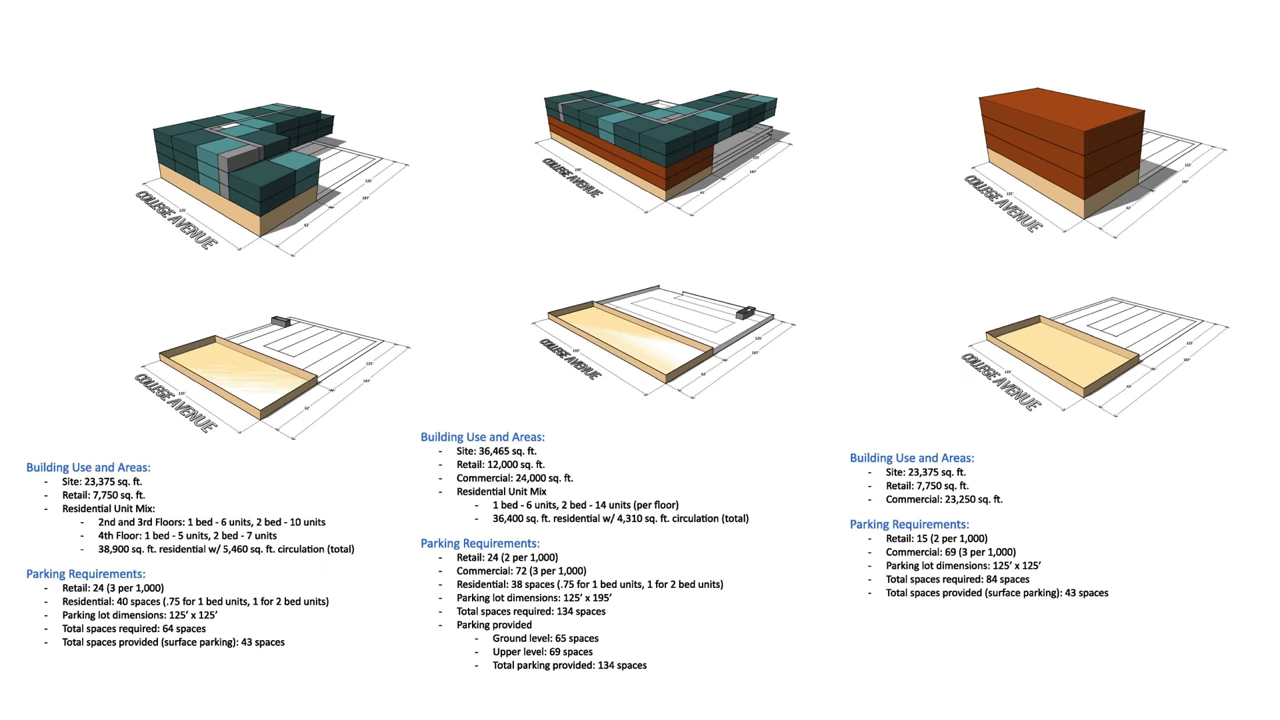 COLLEGE AVENUE
COLLEGE AVENUE
COLLEGE AVENUE
COLLEGE AVENUE
COLLEGE AVENUE
COLLEGE AVENUE
Building Use and Areas:
- Site: 23,375 sq. ft.
- Retail: 7,750 sq. ft.
- Residential Unit Mix:
- 2nd and 3rd Floors: 1 bed - 6 units, 2 bed - 10 units
- 4th Floor: 1 bed - 5 units, 2 bed - 7 units
- 38,900 sq. ft. residential w/ 5,460 sq. ft. circulation (total)
Parking Requirements:
- Retail: 24 (3 per 1,000)
- Residential: 40 spaces (.75 for 1 bed units, 1 for 2 bed units)
- Parking lot dimensions: 125’ x 125’
- Total spaces required: 64 spaces
- Total spaces provided (surface parking): 43 spaces
Building Use and Areas:
- Site: 36,465 sq. ft.
- Retail: 12,000 sq. ft.
- Commercial: 24,000 sq. ft.
- Residential Unit Mix
- 1 bed - 6 units, 2 bed - 14 units (per floor)
- 36,400 sq. ft. residential w/ 4,310 sq. ft. circulation (total)
Parking Requirements:
- Retail: 24 (2 per 1,000)
- Commercial: 72 (3 per 1,000)
- Residential: 38 spaces (.75 for 1 bed units, 1 for 2 bed units)
- Parking lot dimensions: 125’ x 195’
- Total spaces required: 134 spaces
- Parking provided
- Ground level: 65 spaces
- Upper level: 69 spaces
- Total parking provided: 134 spaces
Building Use and Areas:
- Site: 23,375 sq. ft.
- Retail: 7,750 sq. ft.
- Commercial: 23,250 sq. ft.
Parking Requirements:
- Retail: 15 (2 per 1,000)
- Commercial: 69 (3 per 1,000)
- Parking lot dimensions: 125’ x 125’
- Total spaces required: 84 spaces
- Total spaces provided (surface parking): 43 spaces